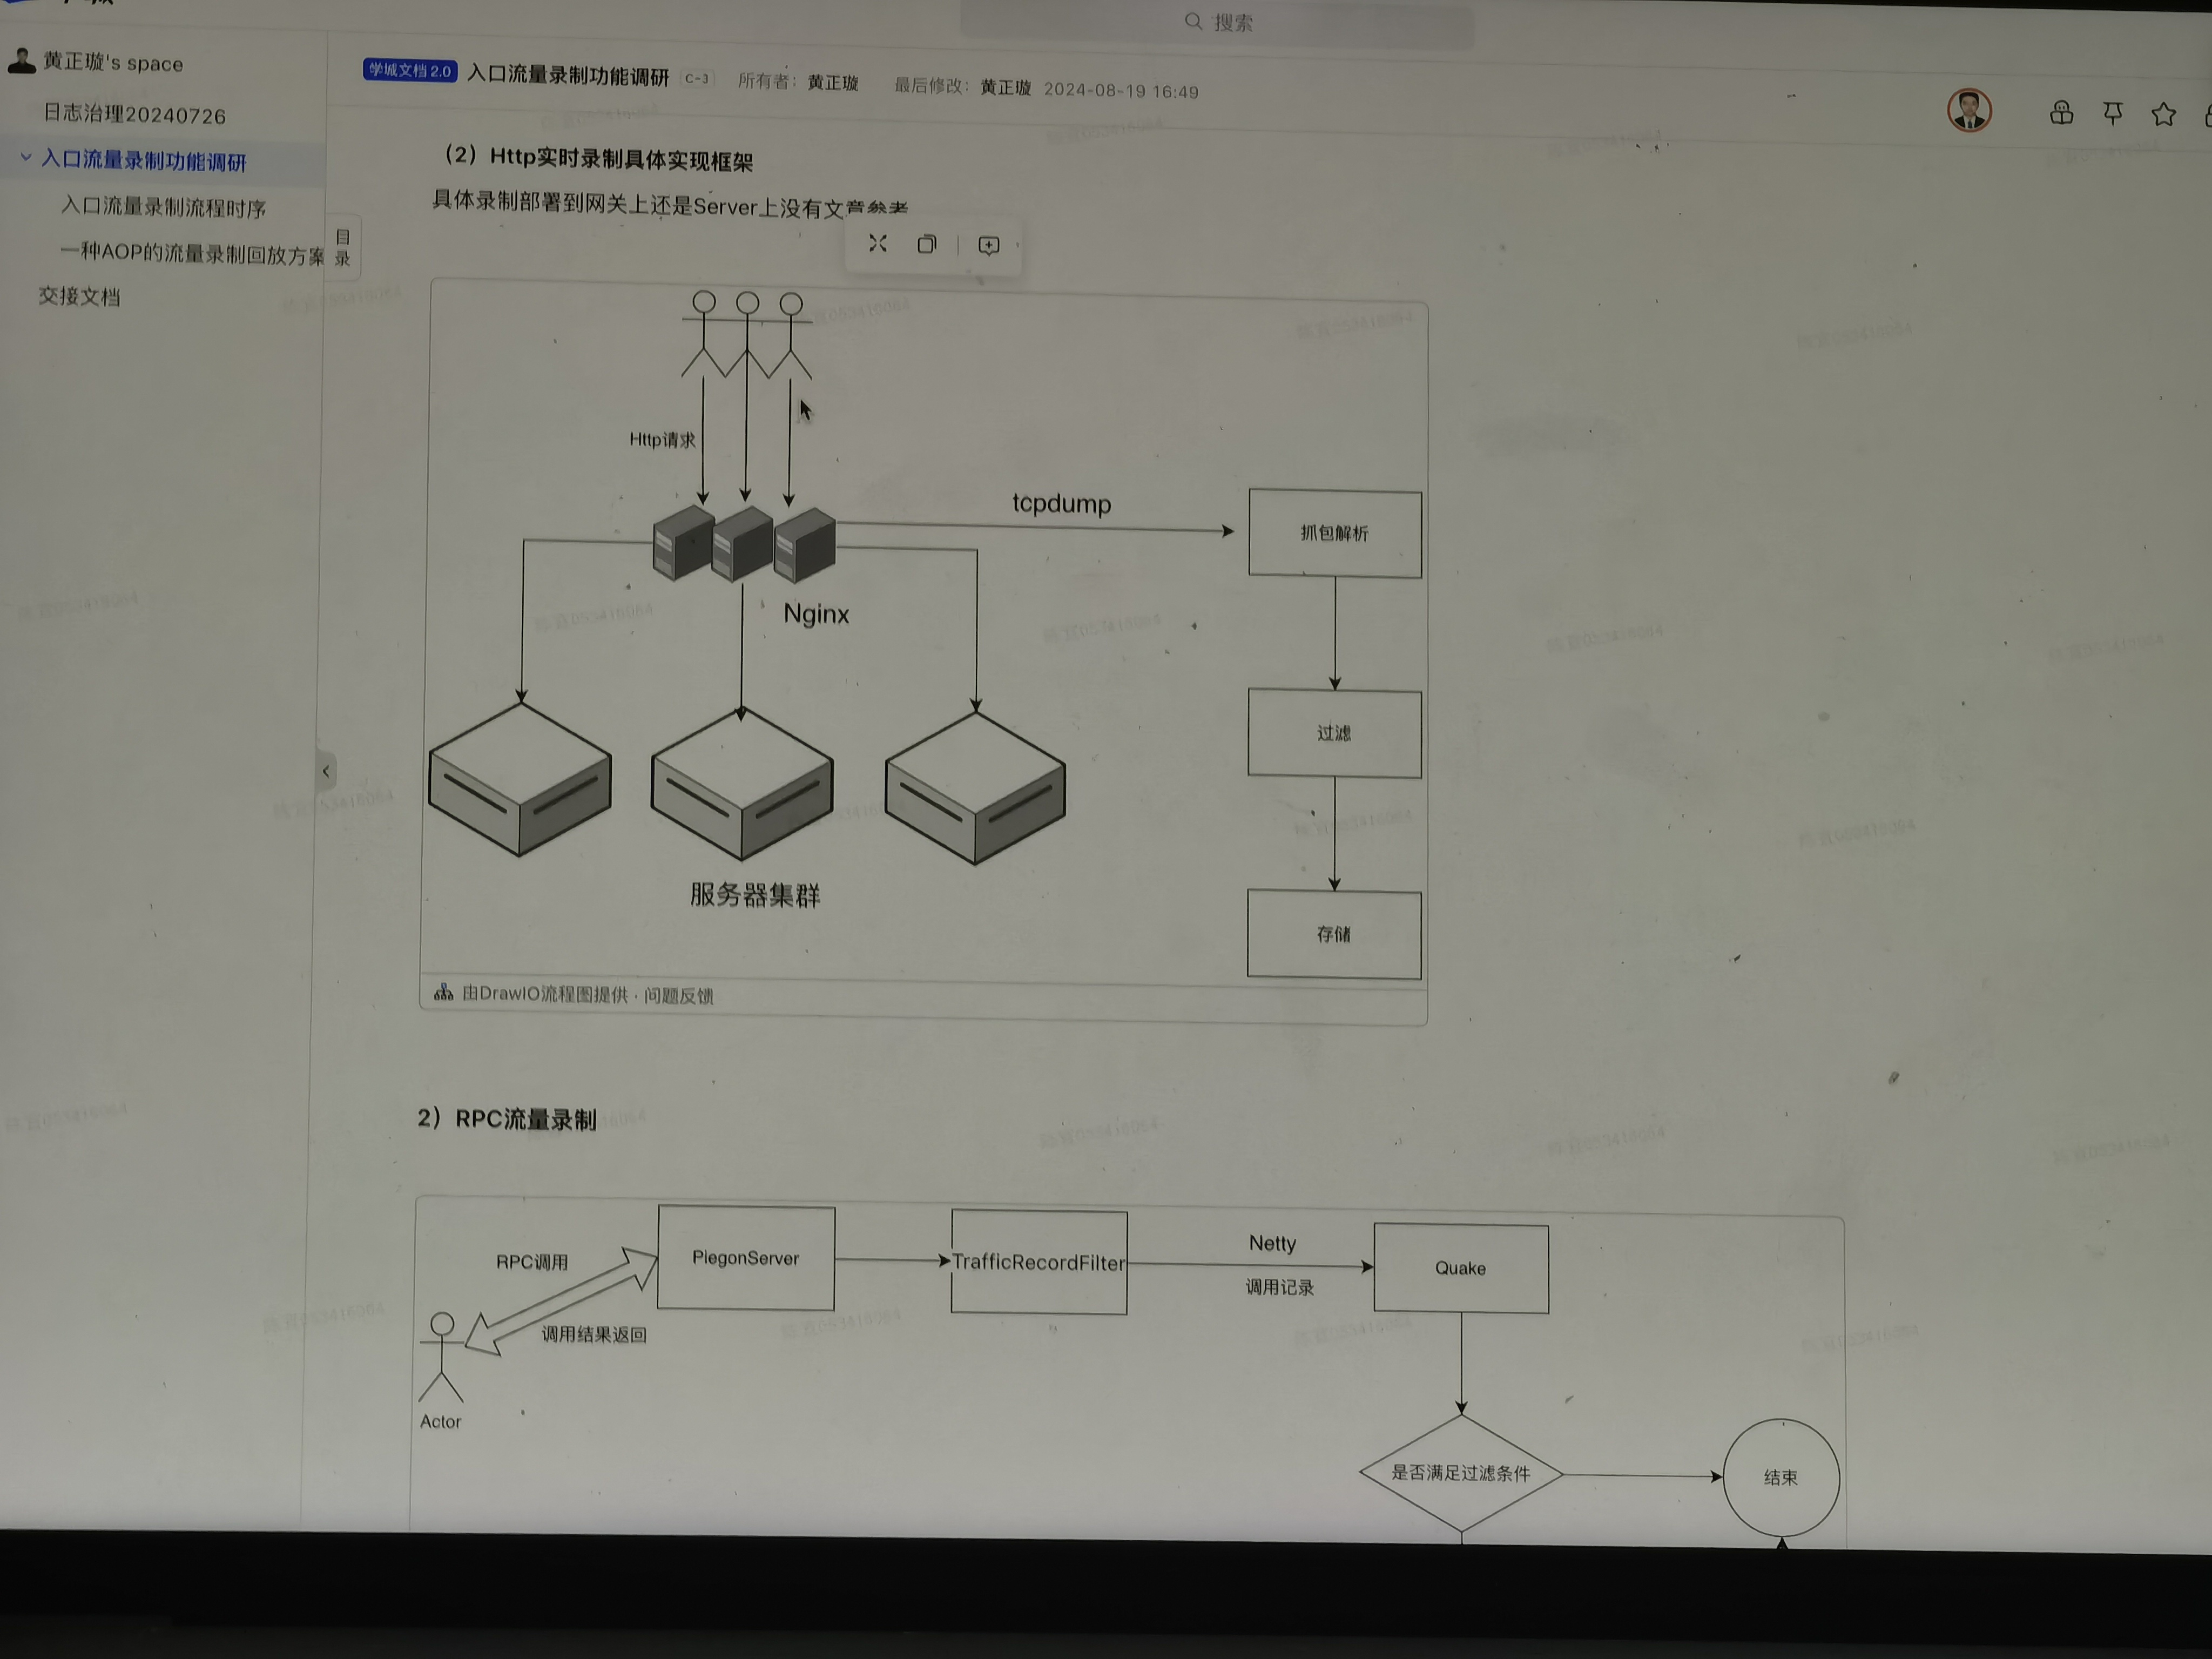 搜索
黄正璇's space
日志治理20240726
入口流量录制功能调研
入口流量录制流程时序
一种AOP的流量录制回放方案
交接文档
目录
学城文档 2.0 入口流量录制功能调研 C-3 所有者：黄正璇 最后修改：黄正璇 2024-08-19 16:49
（2）Http实时录制具体实现框架
具体录制部署到网关上还是Server上没有文章参考
Http请求
tcpdump
抓包解析
Nginx
过滤
服务器集群
存储
由DrawIO流程图提供 · 问题反馈
2）RPC流量录制
RPC调用
PiegonServer
TrafficRecordFilter
Netty
调用记录
Quake
调用结果返回
Actor
是否满足过滤条件
结束